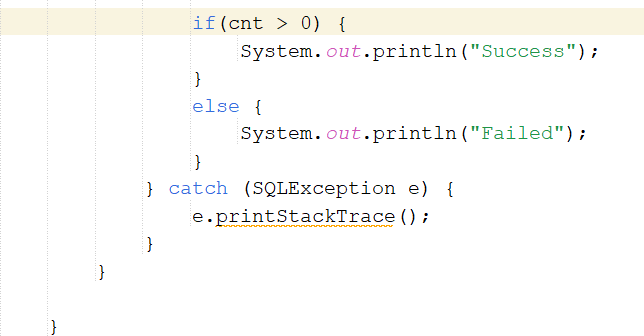 if(cnt > 0) {
System.out.println("Success");
}
else {
System.out.println("Failed");
}
} catch (SQLException e) {
e.printStackTrace();
}
}
}